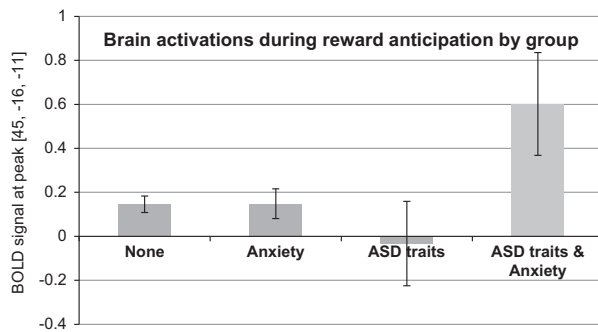 Brain activations during reward anticipation by group
BOLD signal at peak [45, -16, -11]
1
0.8
0.6
0.4
0.2
0
-0.2
-0.4
None
Anxiety
ASD traits
ASD traits &
Anxiety